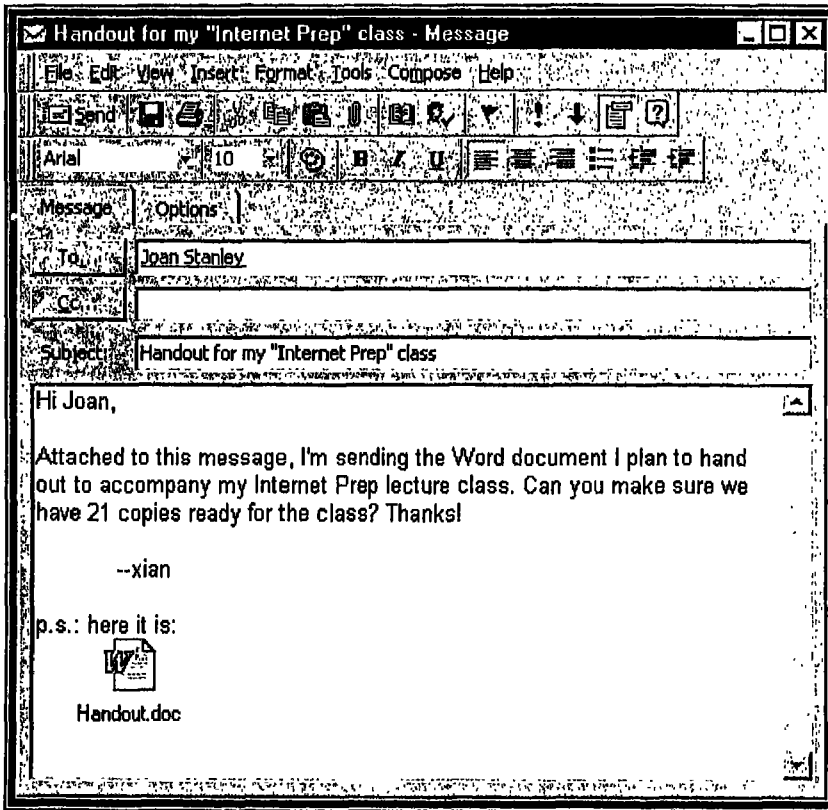 Handout for my "Internet Prep" class - Message
File Edit View Insert Format Tools Compose Help
Send
Arial 10 B I U
Message Options
To... Joan Stanley
Cc...
Subject: Handout for my "Internet Prep" class
Hi Joan,
Attached to this message, I'm sending the Word document I plan to hand
out to accompany my Internet Prep lecture class. Can you make sure we
have 21 copies ready for the class? Thanks!
--xian
p.s.: here it is:
Handout.doc